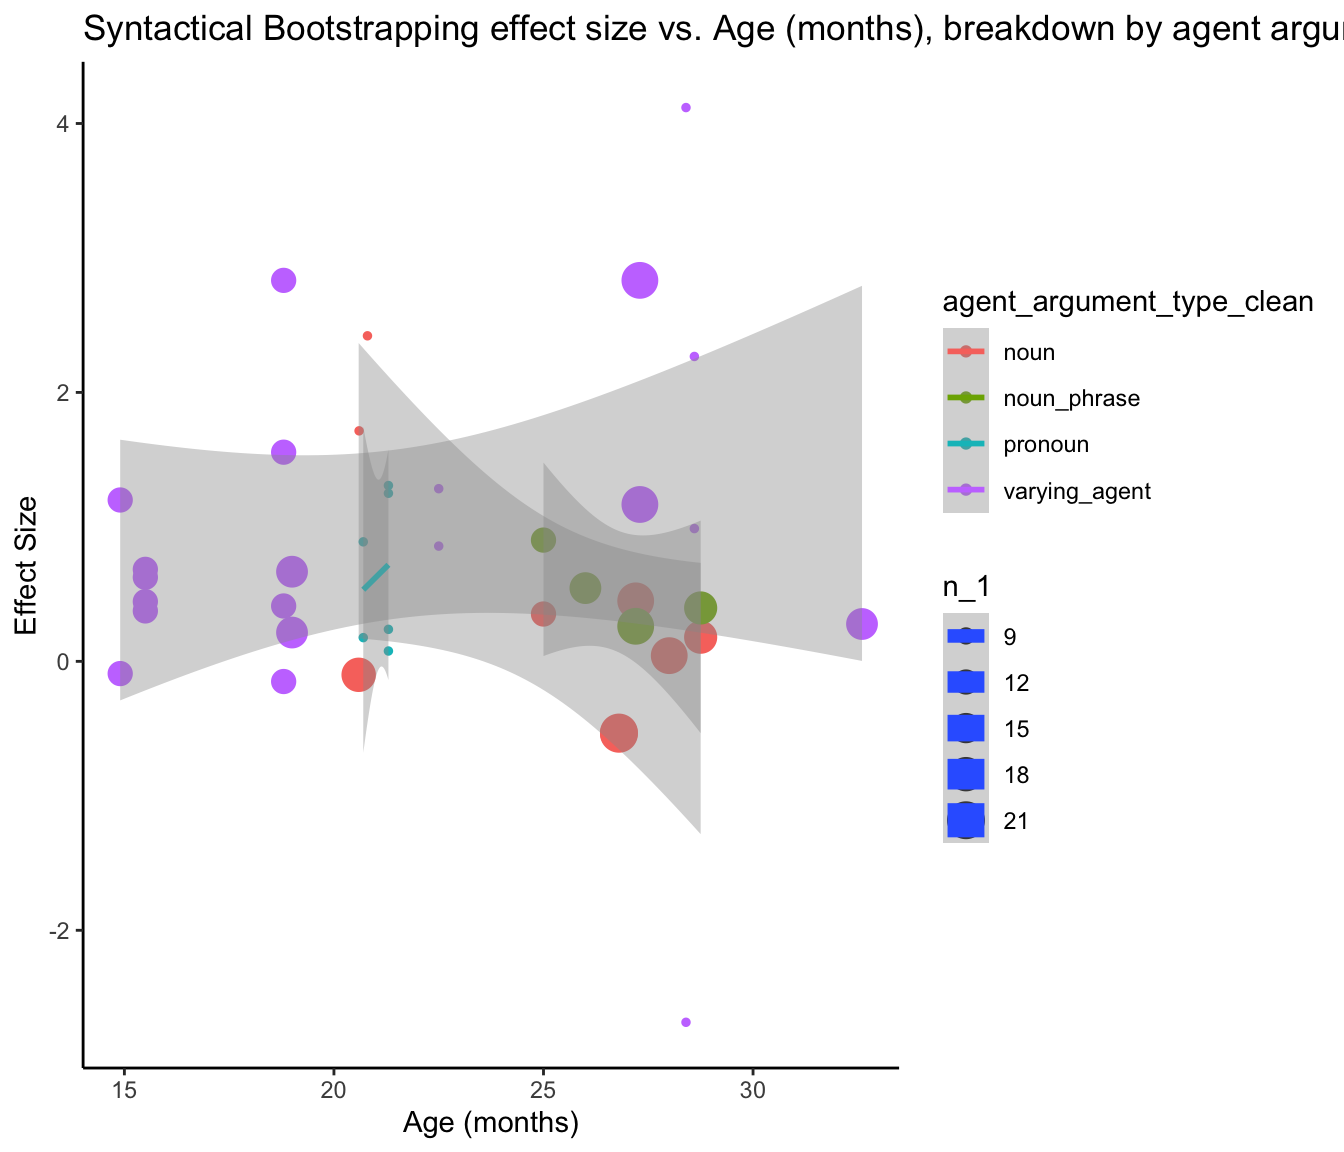 Syntactical Bootstrapping effect size vs. Age (months), breakdown by agent argu
4
2
0
-2
Effect Size
15 20 25 30
Age (months)
agent_argument_type_clean
noun
noun_phrase
pronoun
varying_agent
n_1
9
12
15
18
21